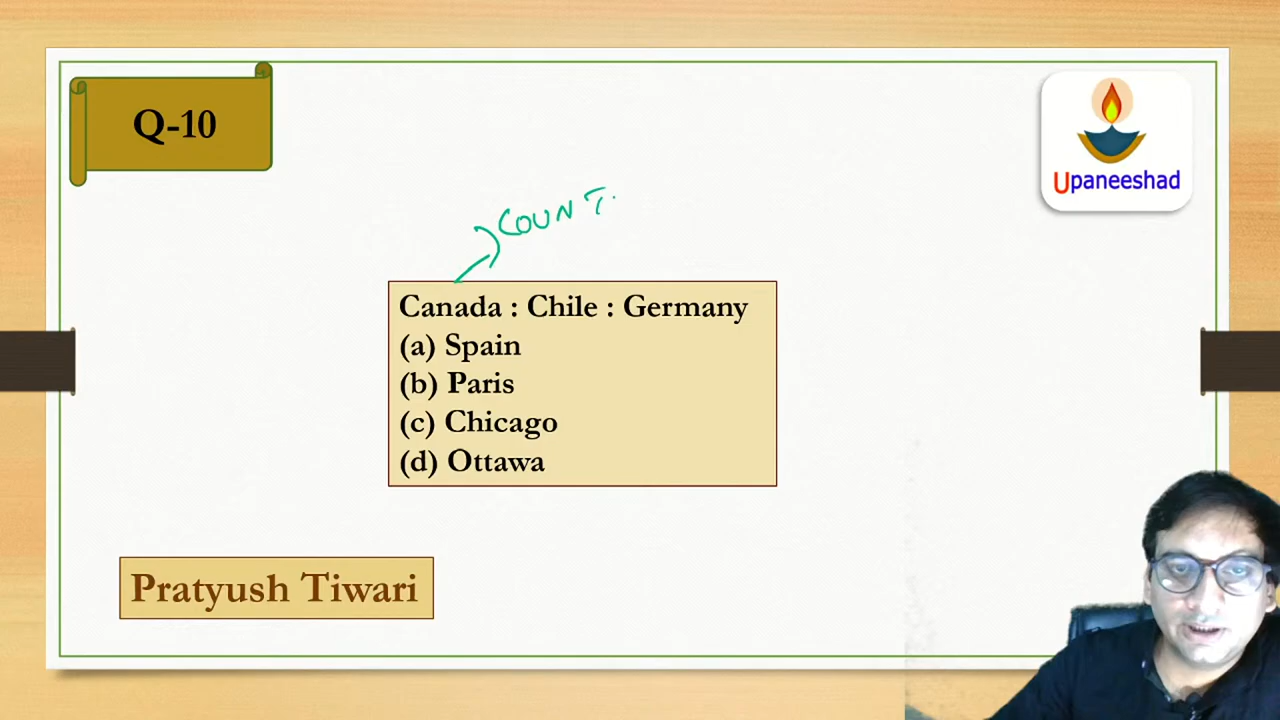 Q-10
Upaneeshad
COUNT
Canada : Chile : Germany
(a) Spain
(b) Paris
(c) Chicago
(d) Ottawa
Pratyush Tiwari